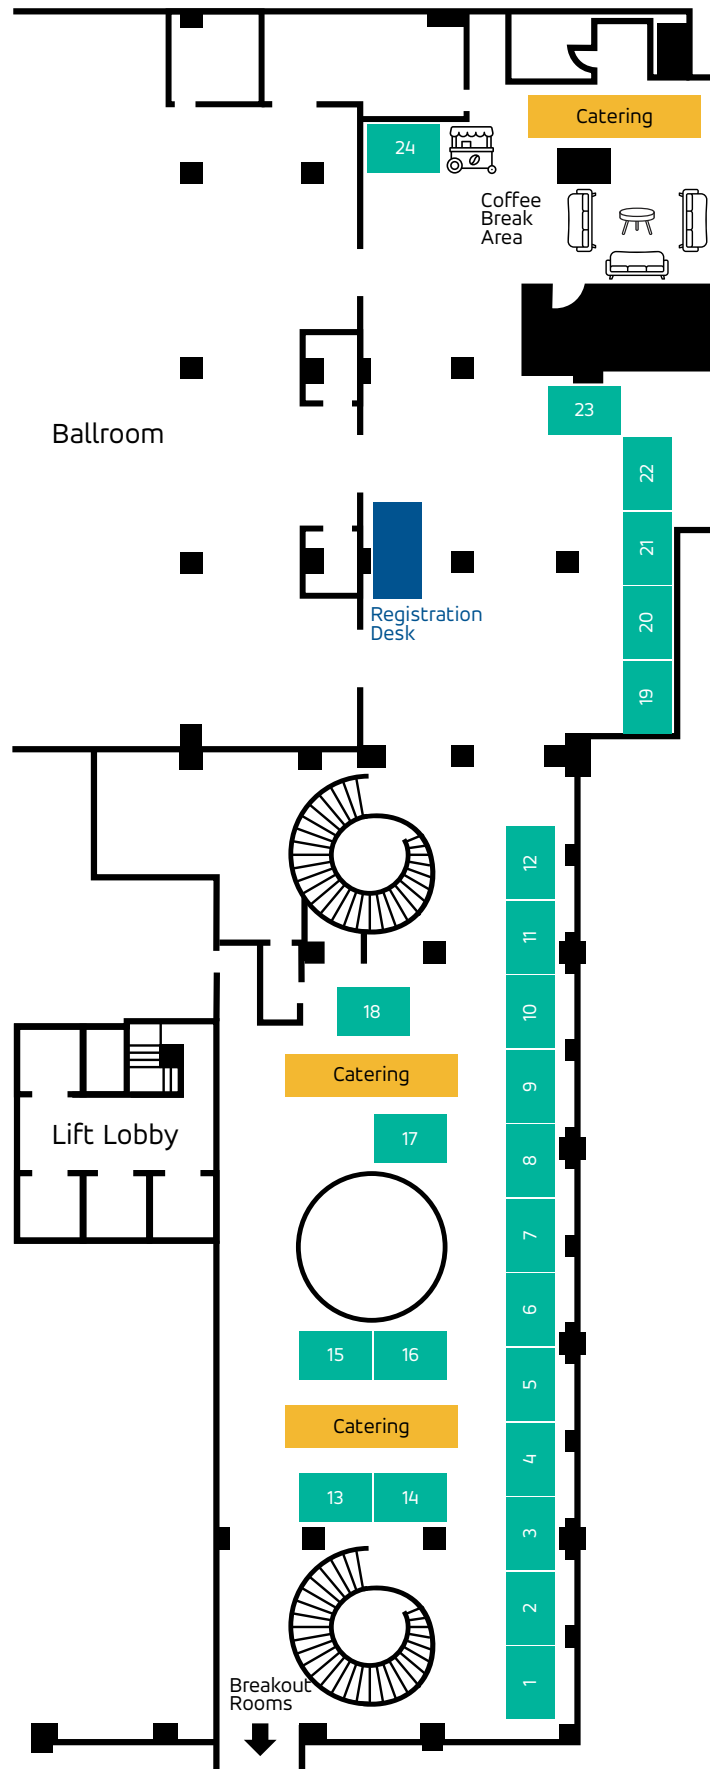 Catering
24
Coffee
Break
Area
23
Ballroom
22
21
Registration
Desk
20
19
12
11
10
18
Catering
9
Lift Lobby
17
8
7
6
15
16
5
Catering
4
13
14
3
2
Breakout
Rooms
1